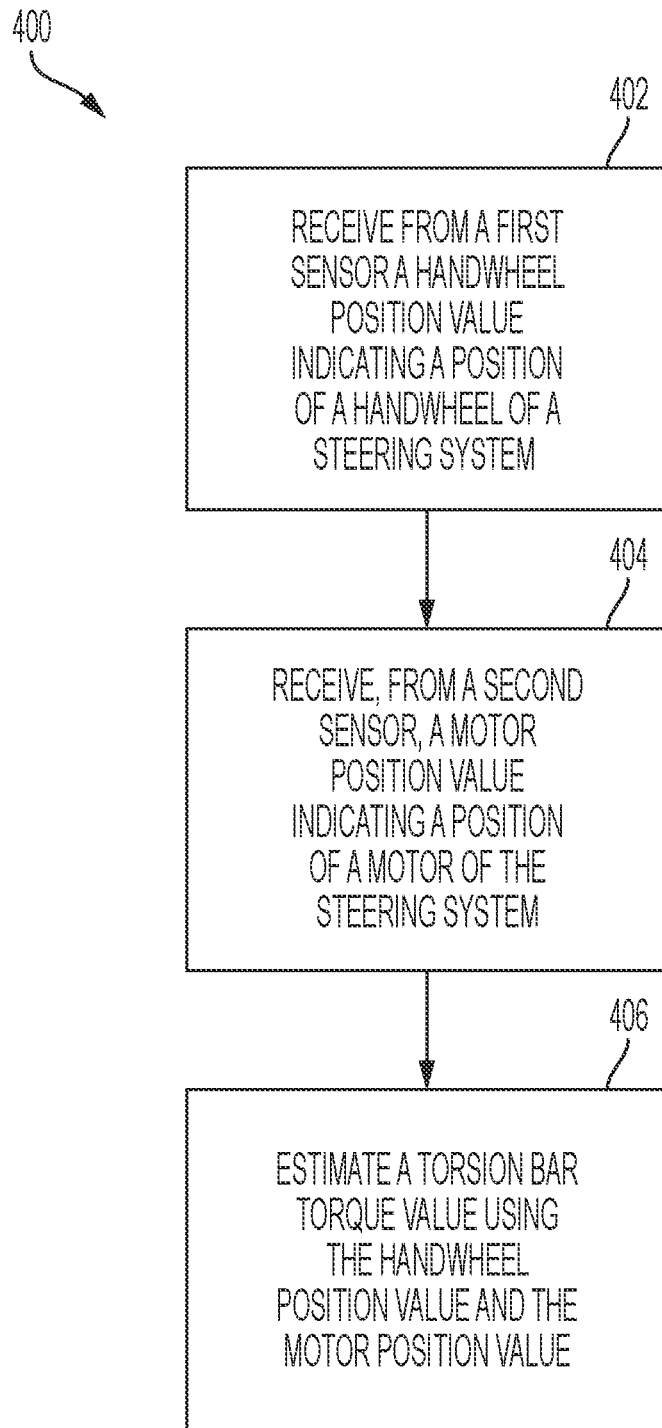 400
402
RECEIVE FROM A FIRST
SENSOR A HANDWHEEL
POSITION VALUE
INDICATING A POSITION
OF A HANDWHEEL OF A
STEERING SYSTEM
404
RECEIVE, FROM A SECOND
SENSOR, A MOTOR
POSITION VALUE
INDICATING A POSITION
OF A MOTOR OF THE
STEERING SYSTEM
406
ESTIMATE A TORSION BAR
TORQUE VALUE USING
THE HANDWHEEL
POSITION VALUE AND THE
MOTOR POSITION VALUE